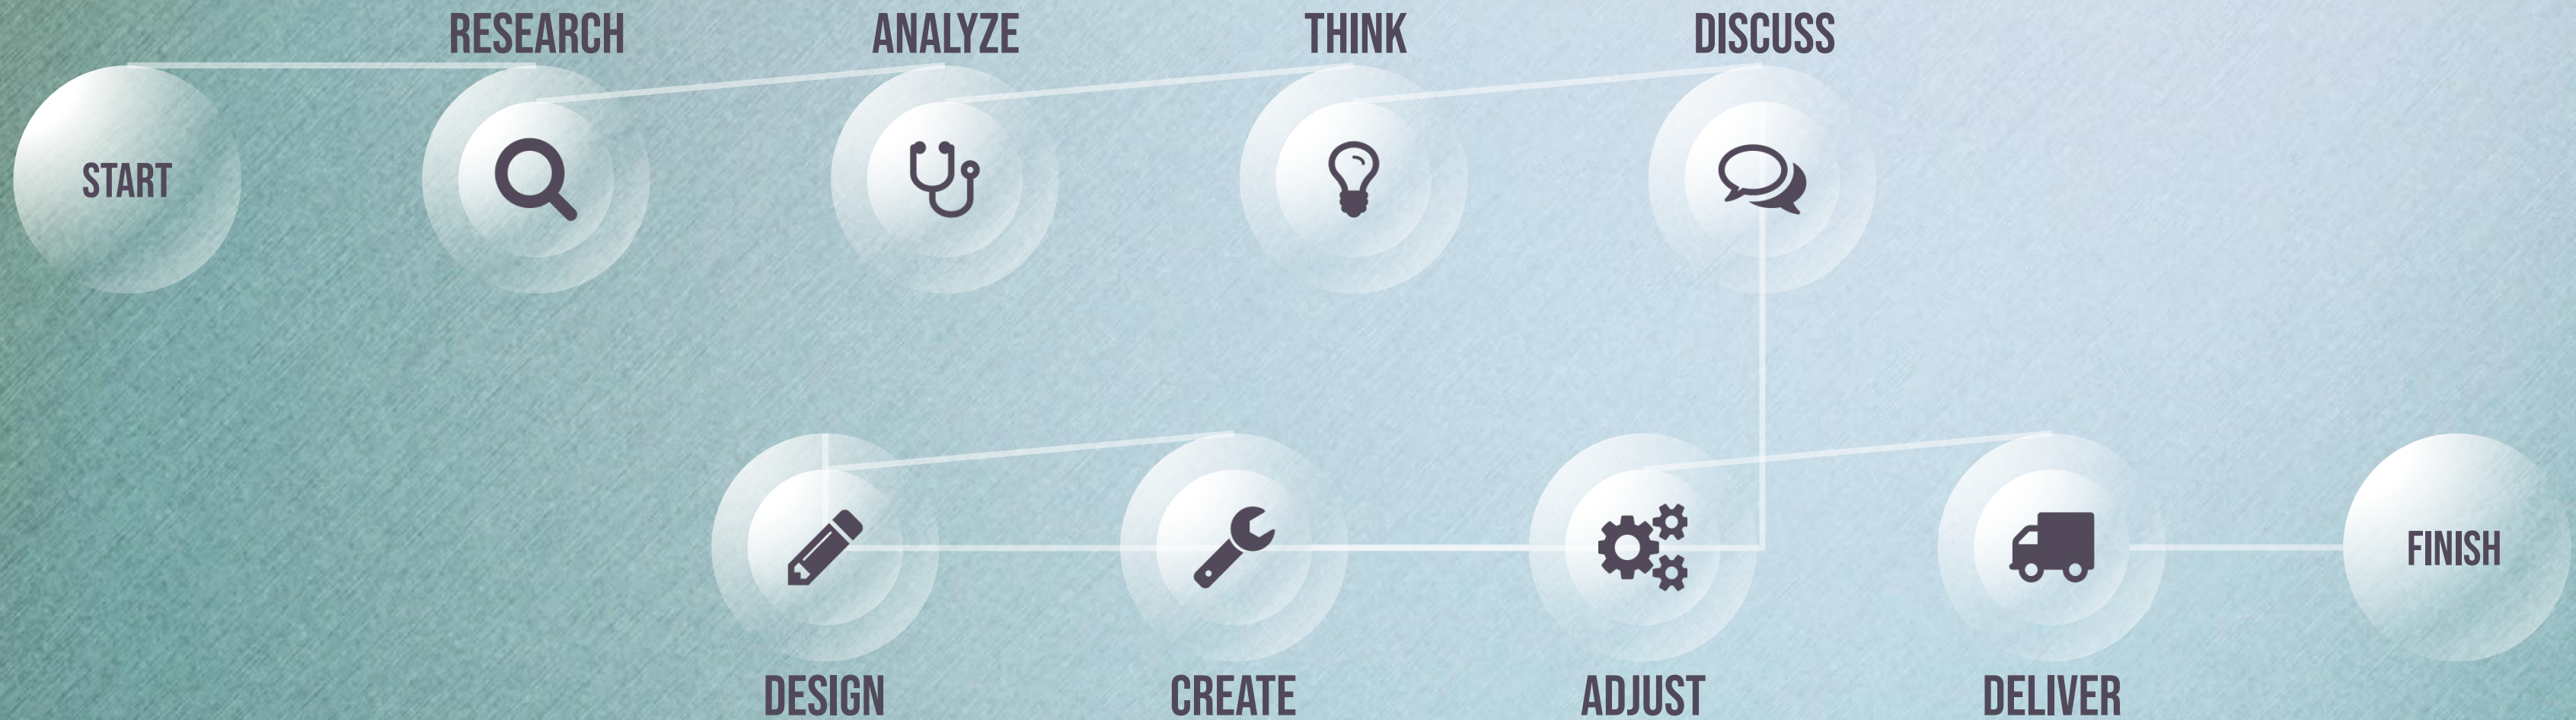 RESEARCH
ANALYZE
THINK
DISCUSS
START
FINISH
DESIGN
CREATE
ADJUST
DELIVER